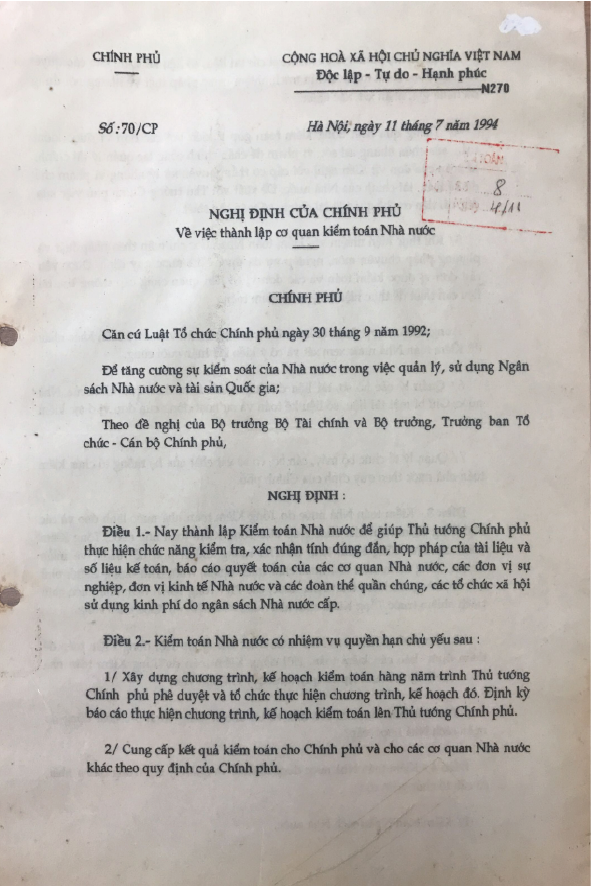 CHÍNH PHỦ
CỘNG HOÀ XÃ HỘI CHỦ NGHĨA VIỆT NAM
Độc lập - Tự do - Hạnh phúc
N270
Số: 70/CP
Hà Nội, ngày 11 tháng 7 năm 1994
8
4/11
NGHỊ ĐỊNH CỦA CHÍNH PHỦ
Về việc thành lập cơ quan kiểm toán Nhà nước
CHÍNH PHỦ
Căn cứ Luật Tổ chức Chính phủ ngày 30 tháng 9 năm 1992;
Để tăng cường sự kiểm soát của Nhà nước trong việc quản lý, sử dụng Ngân
sách Nhà nước và tài sản Quốc gia;
Theo đề nghị của Bộ trưởng Bộ Tài chính và Bộ trưởng, Trưởng ban Tổ
chức - Cán bộ Chính phủ,
NGHỊ ĐỊNH :
Điều 1.- Nay thành lập Kiểm toán Nhà nước để giúp Thủ tướng Chính phủ
thực hiện chức năng kiểm tra, xác nhận tính đúng đắn, hợp pháp của tài liệu và
số liệu kế toán, báo cáo quyết toán của các cơ quan Nhà nước, các đơn vị sự
nghiệp, đơn vị kinh tế Nhà nước và các đoàn thể quần chúng, các tổ chức xã hội
sử dụng kinh phí do ngân sách Nhà nước cấp.
Điều 2.- Kiểm toán Nhà nước có nhiệm vụ quyền hạn chủ yếu sau :
1/ Xây dựng chương trình, kế hoạch kiểm toán hàng năm trình Thủ tướng
Chính phủ phê duyệt và tổ chức thực hiện chương trình, kế hoạch đó. Định kỳ
báo cáo thực hiện chương trình, kế hoạch kiểm toán lên Thủ tướng Chính phủ.
2/ Cung cấp kết quả kiểm toán cho Chính phủ và cho các cơ quan Nhà nước
khác theo quy định của Chính phủ.